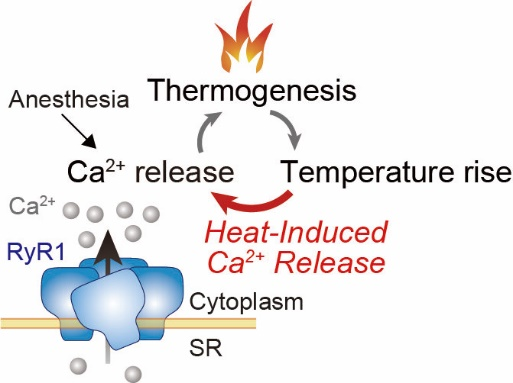 Thermogenesis
Anesthesia
Ca²⁺ release
Temperature rise
Heat-Induced
Ca²⁺ Release
Ca²⁺
RyR1
Cytoplasm
SR